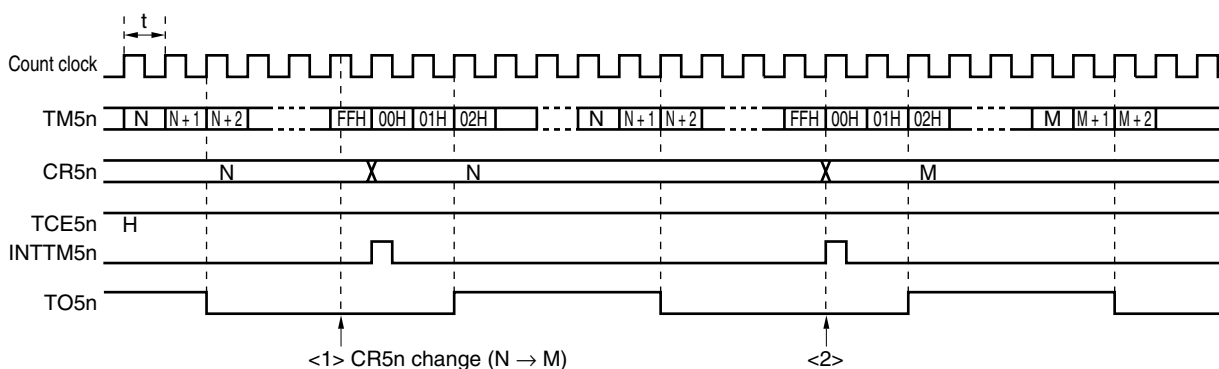 t
Count clock
TM5n N N + 1 N + 2 FFH 00H 01H 02H N N + 1 N + 2 FFH 00H 01H 02H M M + 1 M + 2
CR5n N N M
TCE5n H
INTTM5n
TO5n
<1> CR5n change (N → M) <2>